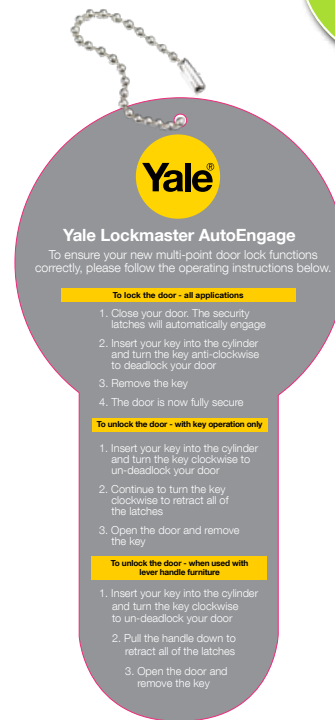 Yale®
Yale Lockmaster AutoEngage
To ensure your new multi-point door lock functions
correctly, please follow the operating instructions below.
To lock the door - all applications
1. Close your door. The security
latches will automatically engage
2. Insert your key into the cylinder
and turn the key anti-clockwise
to deadlock your door
3. Remove the key
4. The door is now fully secure
To unlock the door - with key operation only
1. Insert your key into the cylinder
and turn the key clockwise to
un-deadlock your door
2. Continue to turn the key
clockwise to retract all of
the latches
3. Open the door and remove
the key
To unlock the door - when used with
lever handle furniture
1. Insert your key into the cylinder
and turn the key clockwise
to un-deadlock your door
2. Pull the handle down to
retract all of the latches
3. Open the door and
remove the key